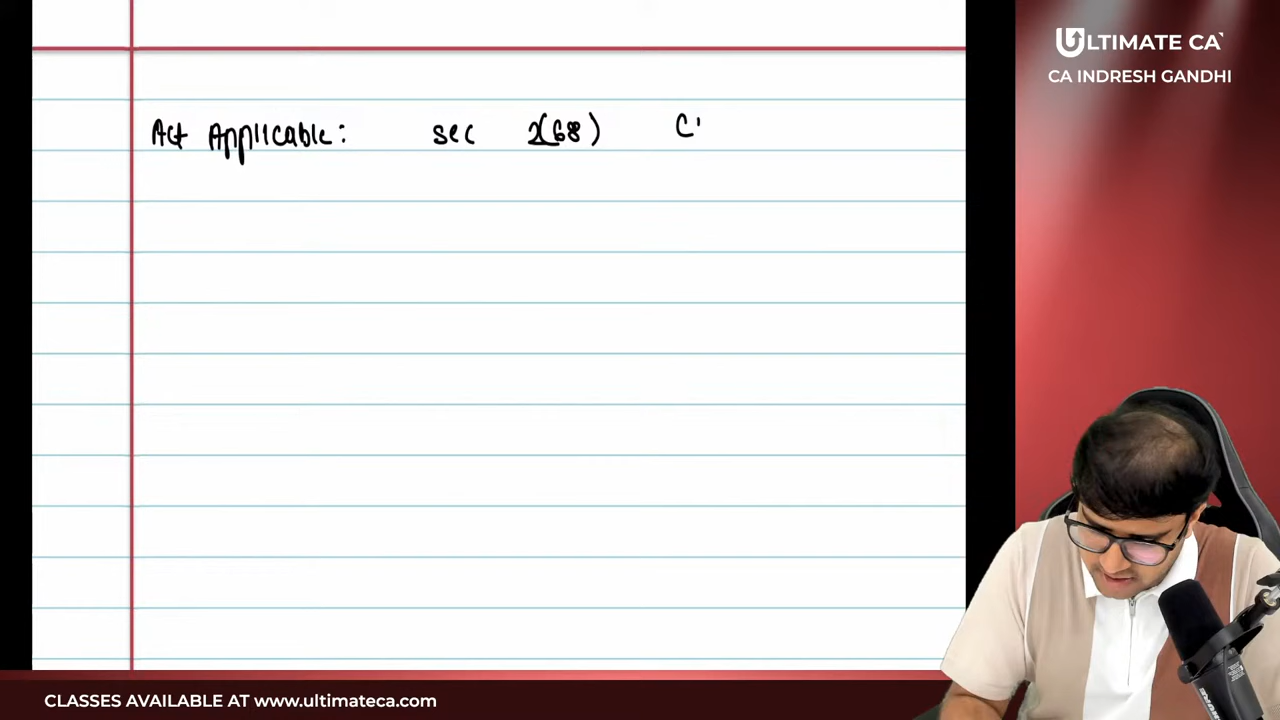 ULTIMATE CA
CA INDRESH GANDHI
Act Applicable: sec 2(68) C
CLASSES AVAILABLE AT www.ultimateca.com